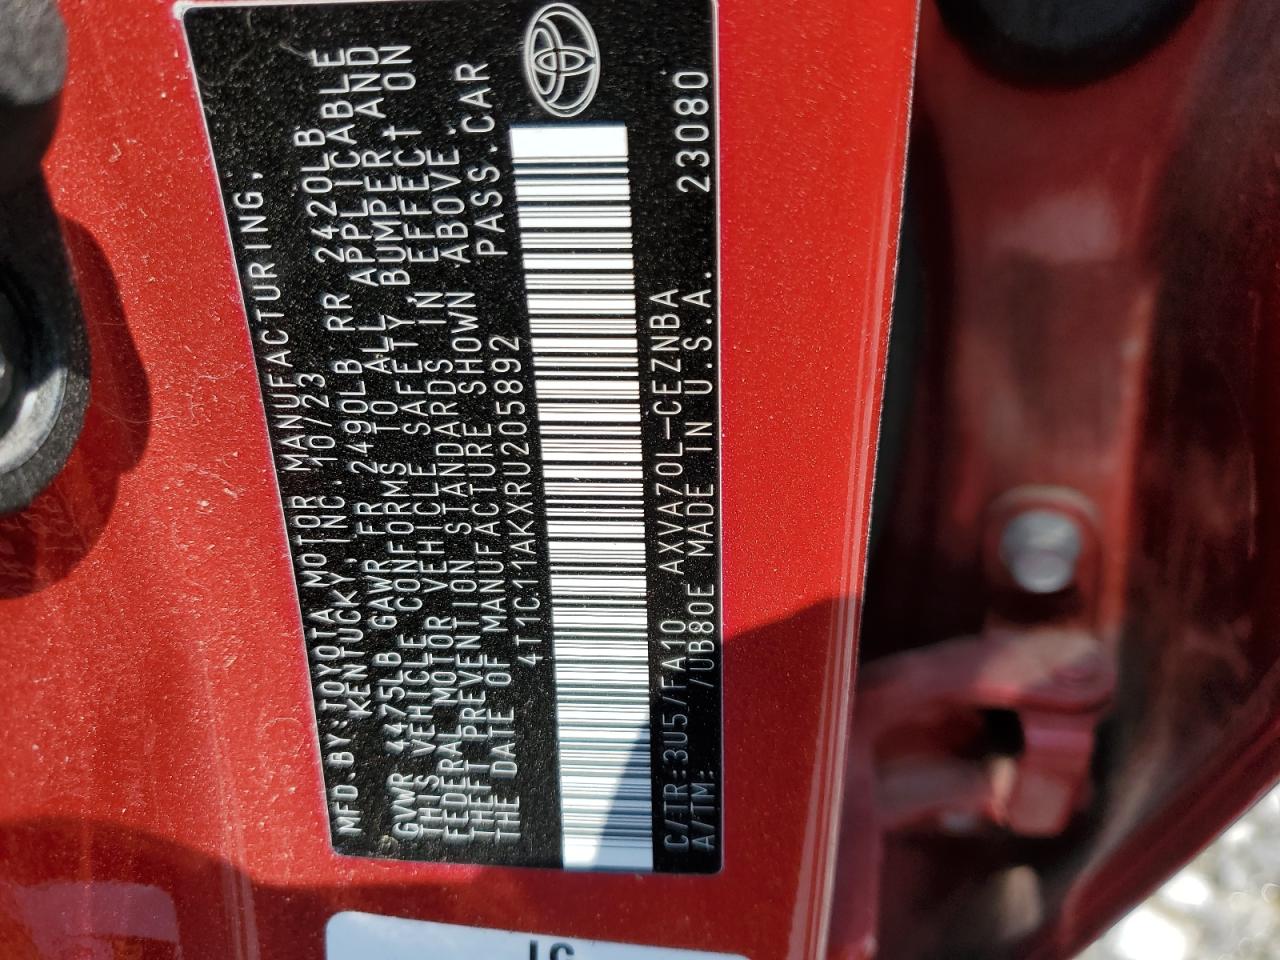 MFD.BY:TOYOTA MOTOR MANUFACTURING.
KENTUCKY, INC. 10/23
GVWR 4475LB GAWR FR 2490LB RR 2420LB
THIS VEHICLE CONFORMS TO ALL APPLICABLE
FEDERAL MOTOR VEHICLE SAFETY,BUMPER,AND
THEFT PREVENTION STANDARDS IN EFFECT ON
THE DATE OF MANUFACTURE SHOWN ABOVE.
4T1C11AKXRU205892 PASS.CAR
C/TR:3U5/FA10 AXVA70L-CEZNBA
A/TM: /UB80E MADE IN U.S.A. 23080